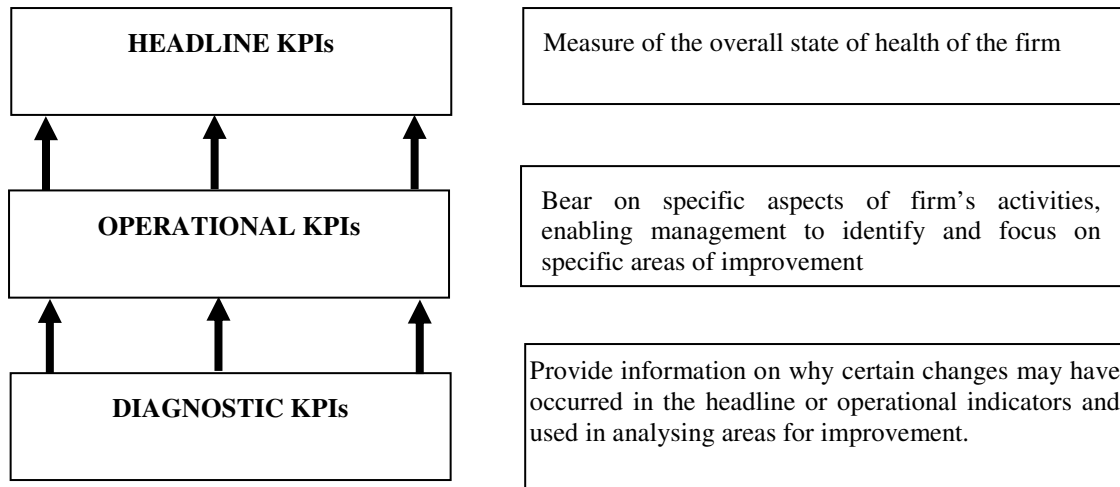 HEADLINE KPIs
Measure of the overall state of health of the firm
OPERATIONAL KPIs
Bear on specific aspects of firm's activities,
enabling management to identify and focus on
specific areas of improvement
DIAGNOSTIC KPIs
Provide information on why certain changes may have
occurred in the headline or operational indicators and
used in analysing areas for improvement.